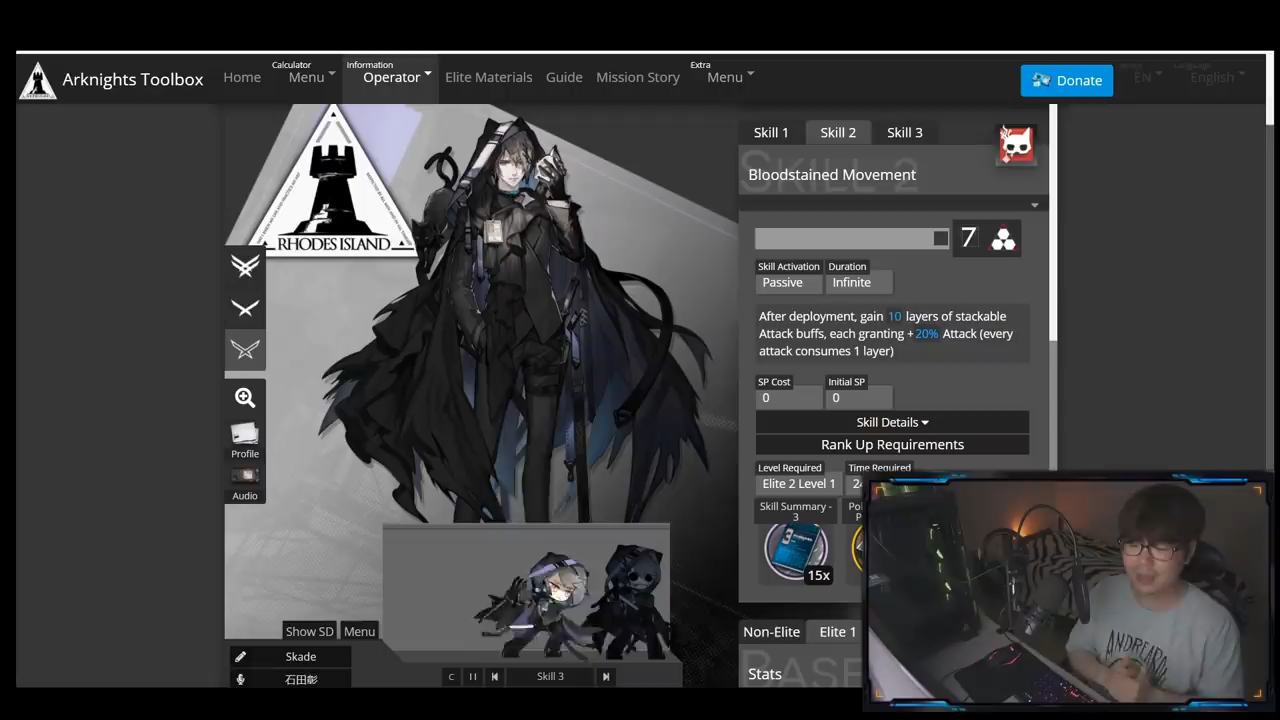 Arknights Toolbox
Home
Calculator
Menu
Information
Operator
Elite Materials
Guide
Mission Story
Extra
Menu
Donate
EN
English
RHODES ISLAND
Profile
Audio
Show SD
Menu
Skade
石田彰
C
Skill 3
Skill 1
Skill 2
Skill 3
SKILL-2
Bloodstained Movement
7
Skill Activation
Duration
Passive
Infinite
After deployment, gain 10 layers of stackable
Attack buffs, each granting +20% Attack (every
attack consumes 1 layer)
SP Cost
Initial SP
0
0
Skill Details
Rank Up Requirements
Level Required
Time Required
Elite 2 Level 1
Skill Summary -
3
15x
Non-Elite
Elite 1
Stats